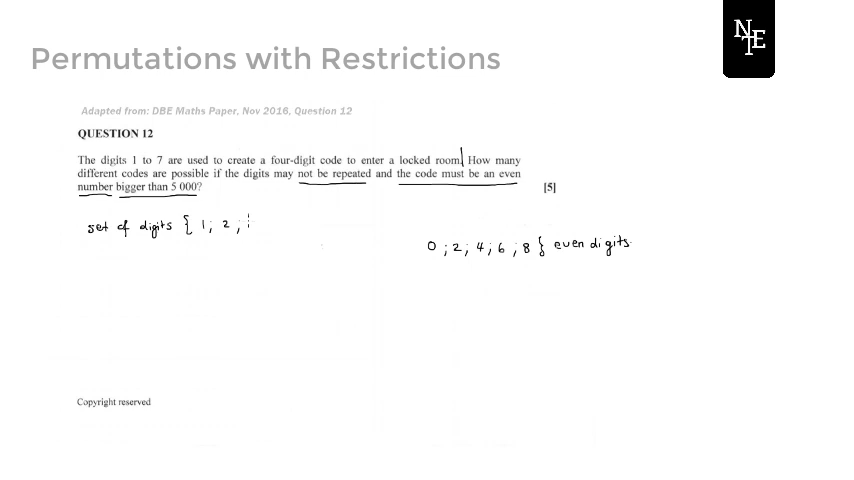 Permutations with Restrictions
NTE
Adapted from: DBE Maths Paper, Nov 2016, Question 12
QUESTION 12
The digits 1 to 7 are used to create a four-digit code to enter a locked room. How many
different codes are possible if the digits may not be repeated and the code must be an even
number bigger than 5 000?
[5]
set of digits { 1; 2 ;
0 ; 2 ; 4 ; 6 ; 8 } even digits.
Copyright reserved